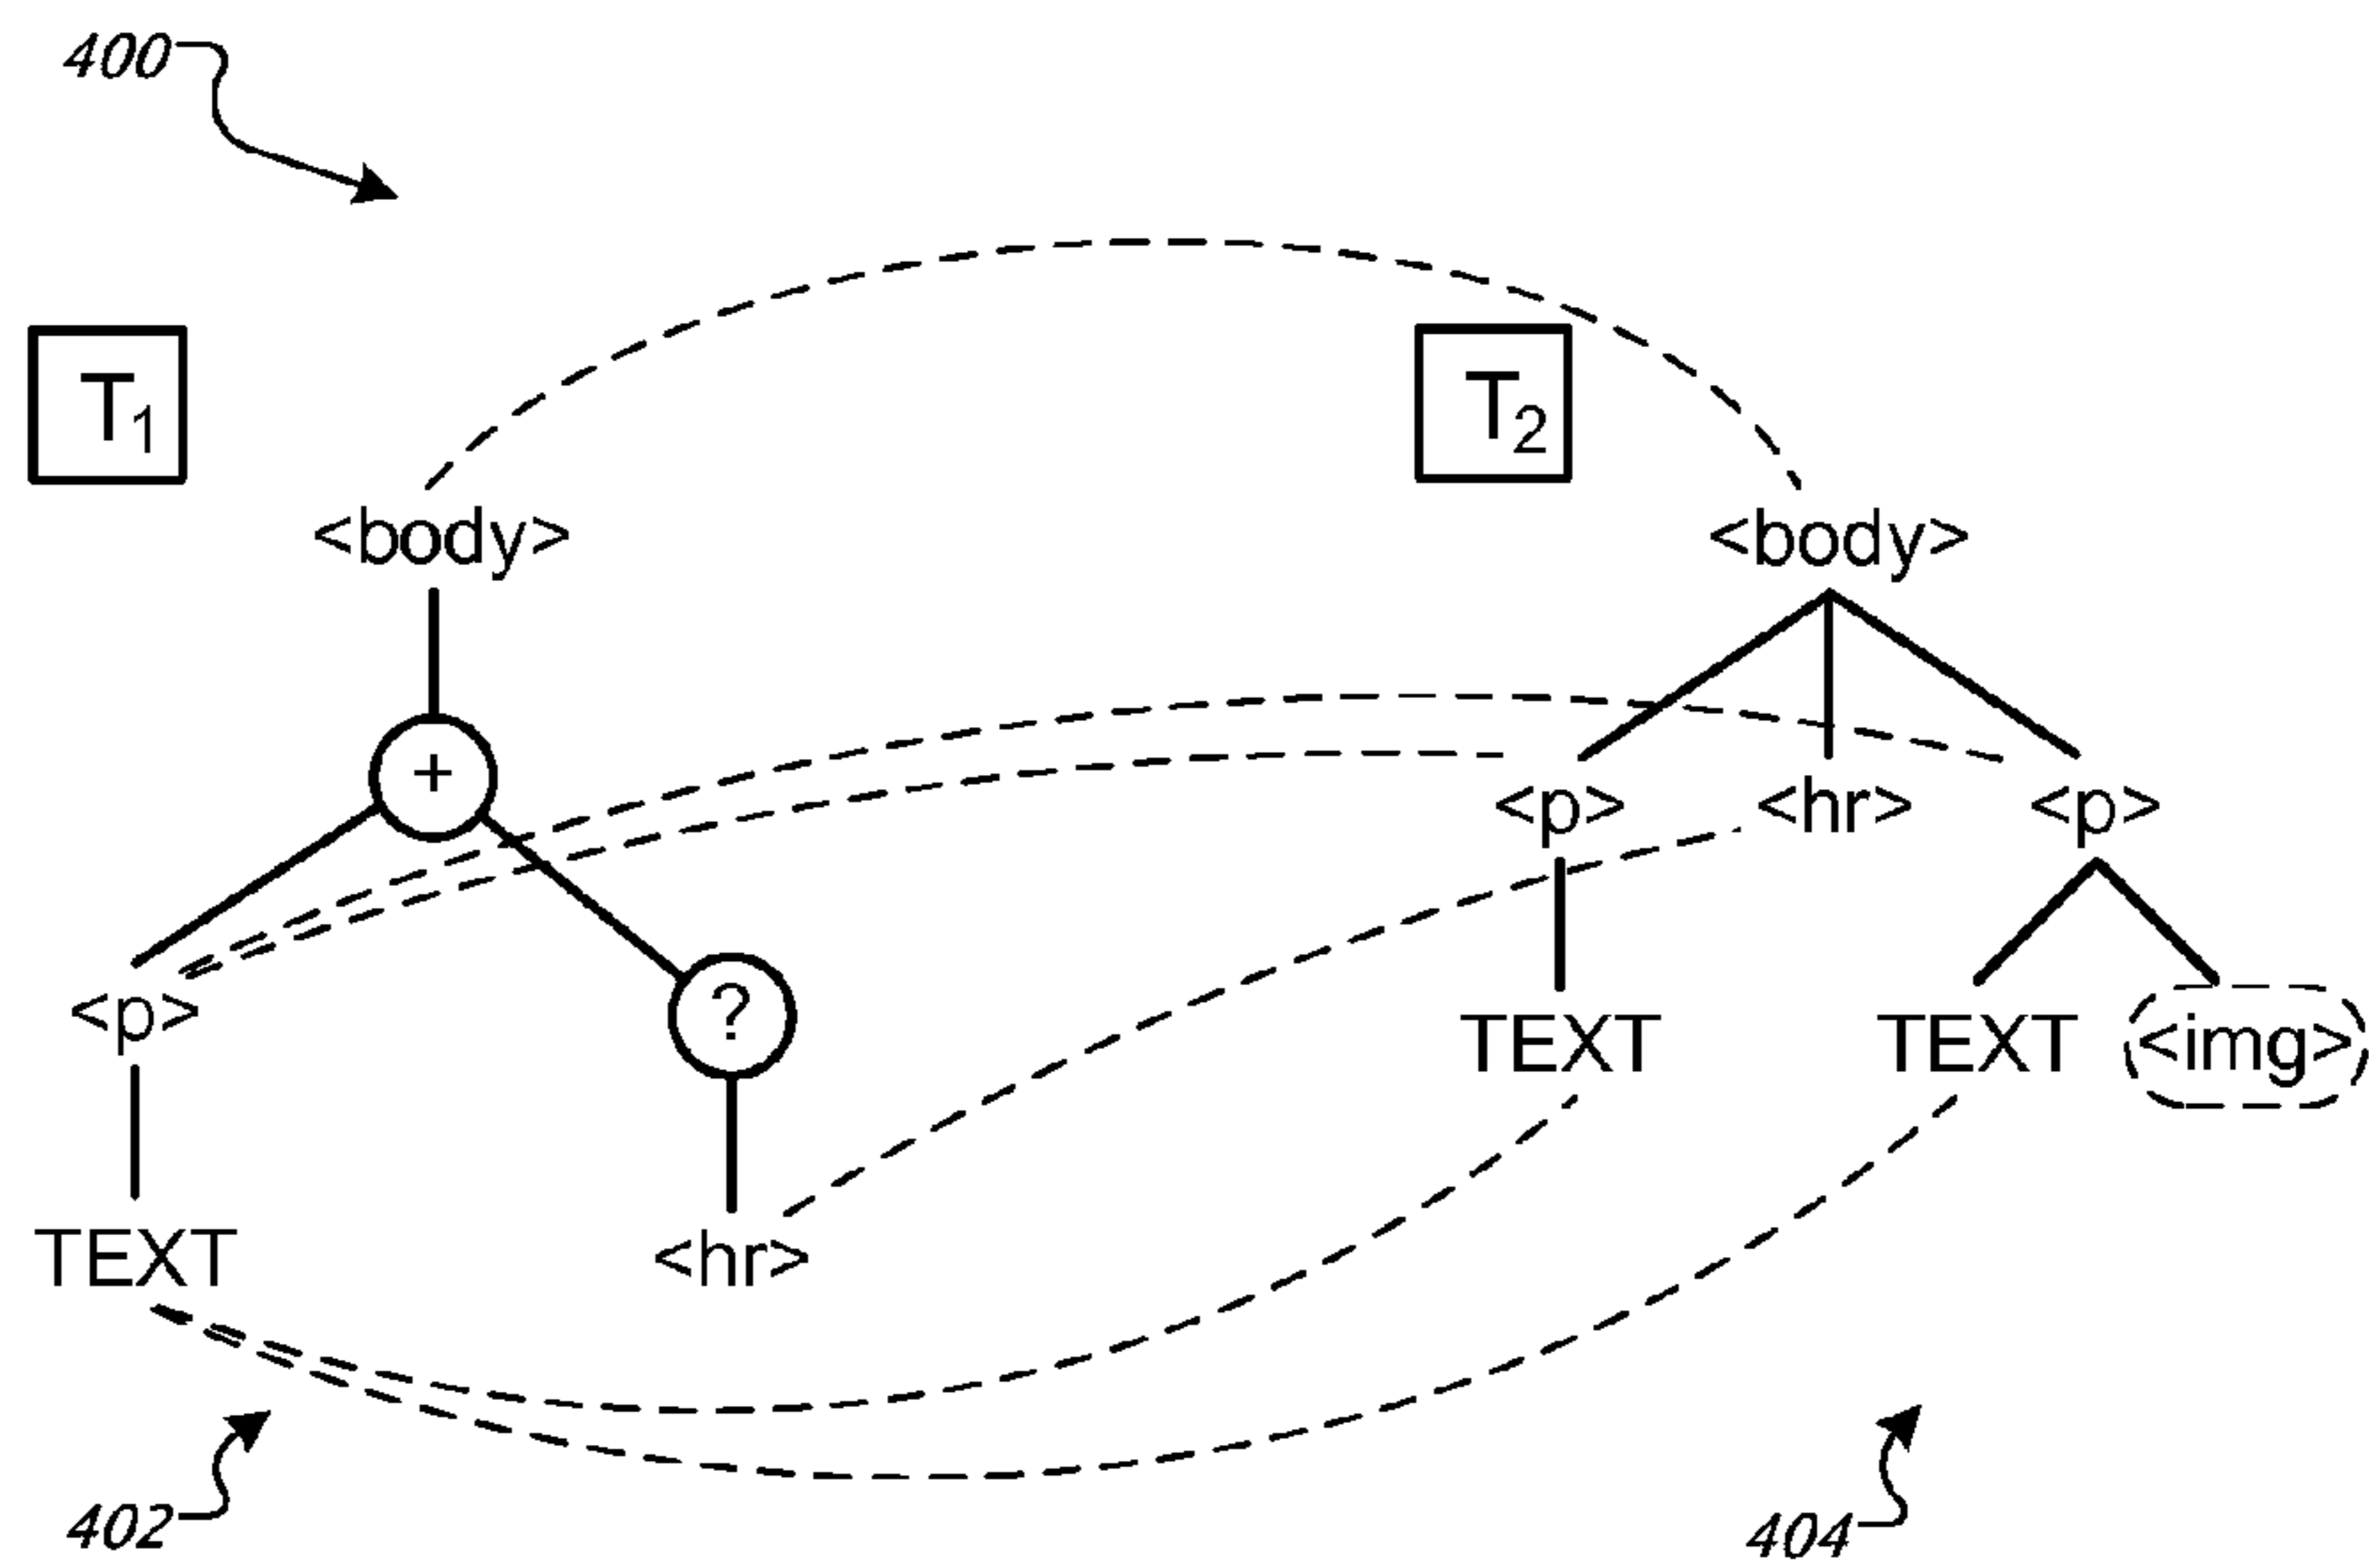 400
T1 T2
<body> <body>
+
<p> <hr> <p>
<p> ? TEXT TEXT <img>
TEXT <hr>
402 404